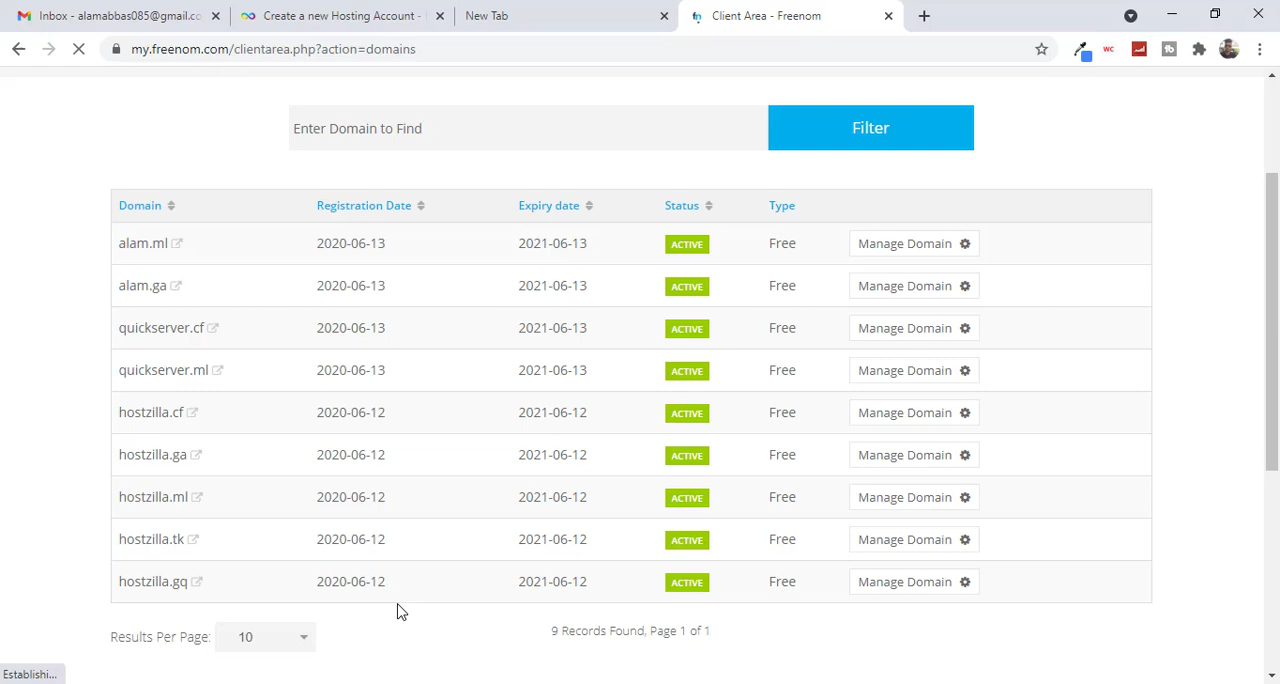 Inbox - alamabbas085@gmail.co
Create a new Hosting Account -
New Tab
Client Area - Freenom
my.freenom.com/clientarea.php?action=domains
Enter Domain to Find
Filter
Domain Registration Date Expiry date Status Type
alam.ml 2020-06-13 2021-06-13 ACTIVE Free Manage Domain
alam.ga 2020-06-13 2021-06-13 ACTIVE Free Manage Domain
quickserver.cf 2020-06-13 2021-06-13 ACTIVE Free Manage Domain
quickserver.ml 2020-06-13 2021-06-13 ACTIVE Free Manage Domain
hostzilla.cf 2020-06-12 2021-06-12 ACTIVE Free Manage Domain
hostzilla.ga 2020-06-12 2021-06-12 ACTIVE Free Manage Domain
hostzilla.ml 2020-06-12 2021-06-12 ACTIVE Free Manage Domain
hostzilla.tk 2020-06-12 2021-06-12 ACTIVE Free Manage Domain
hostzilla.gq 2020-06-12 2021-06-12 ACTIVE Free Manage Domain
Results Per Page: 10 9 Records Found, Page 1 of 1
Establishi...